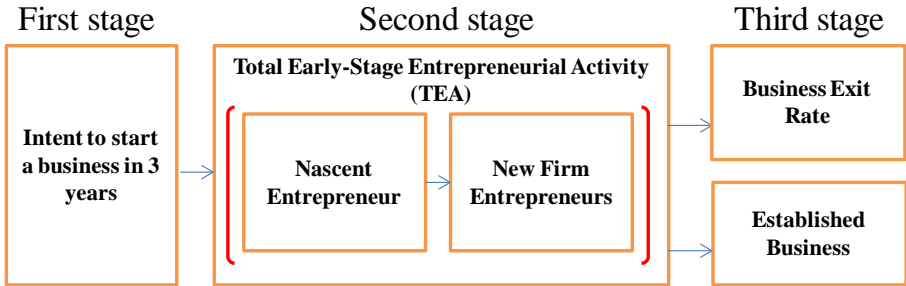 First stage
Second stage
Third stage
Intent to start
a business in 3
years
Total Early-Stage Entrepreneurial Activity
(TEA)
Nascent
Entrepreneur
New Firm
Entrepreneurs
Business Exit
Rate
Established
Business